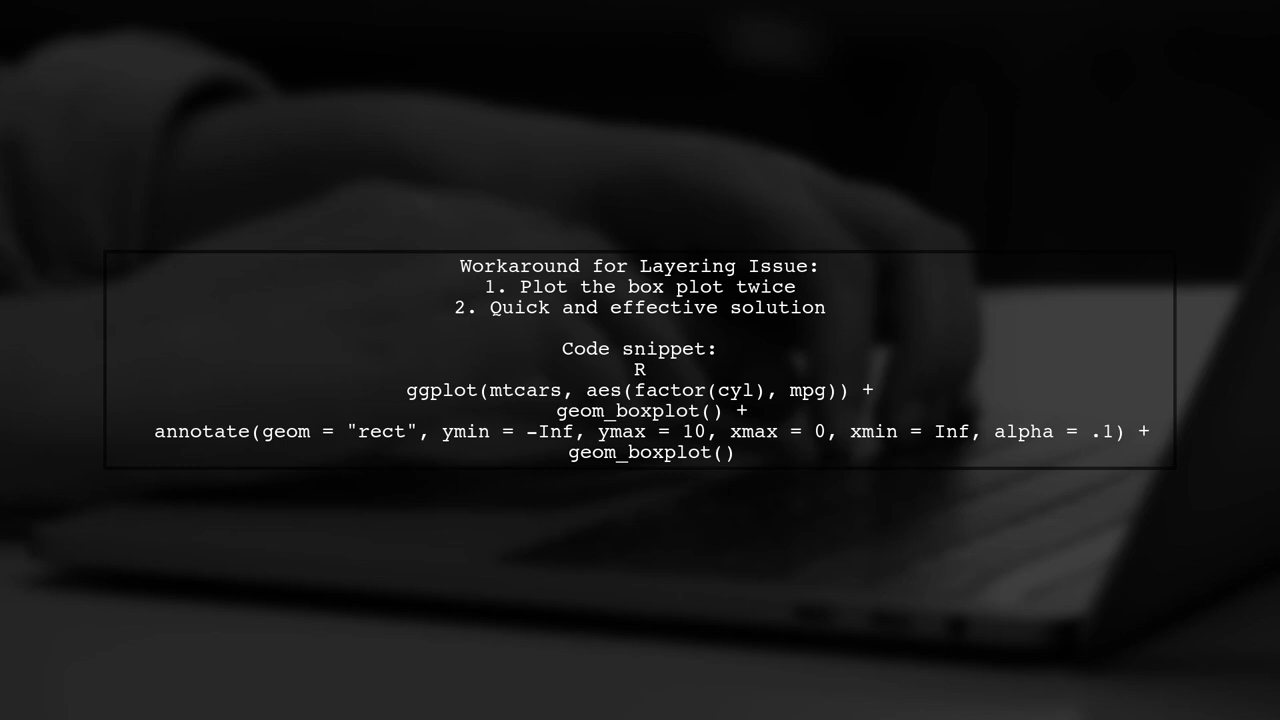 Workaround for Layering Issue:
1. Plot the box plot twice
2. Quick and effective solution
Code snippet:
R
ggplot(mtcars, aes(factor(cyl), mpg)) +
geom_boxplot() +
annotate(geom = "rect", ymin = -Inf, ymax = 10, xmax = 0, xmin = Inf, alpha = .1) +
geom_boxplot()